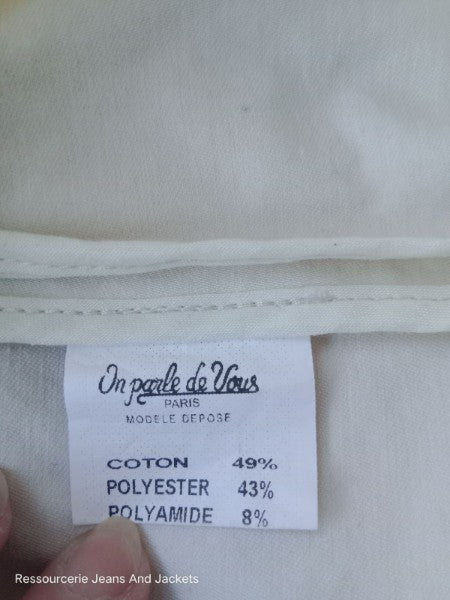 On parle de Vous
PARIS
MODELE DEPOSE
COTON 49%
POLYESTER 43%
POLYAMIDE 8%
Ressourcerie Jeans And Jackets